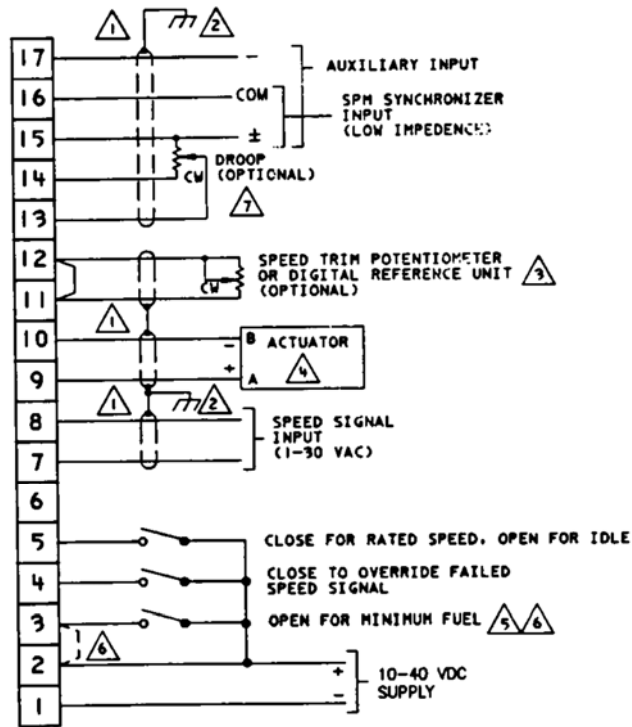 1 2
17 - AUXILIARY INPUT
16 COM SPM SYNCHRONIZER
INPUT
(LOW IMPEDENCE)
15 ±
DROOP
14 CW (OPTIONAL)
7
13
12 SPEED TRIM POTENTIOMETER
OR DIGITAL REFERENCE UNIT 3
CW (OPTIONAL)
11
1
10 - B ACTUATOR
4
9 + A
1 2
8 SPEED SIGNAL
INPUT
(1-30 VAC)
7
6
5 CLOSE FOR RATED SPEED. OPEN FOR IDLE
4 CLOSE TO OVERRIDE FAILED
SPEED SIGNAL
3 OPEN FOR MINIMUM FUEL 5 6
6
2 + 10-40 VDC
SUPPLY
1 -